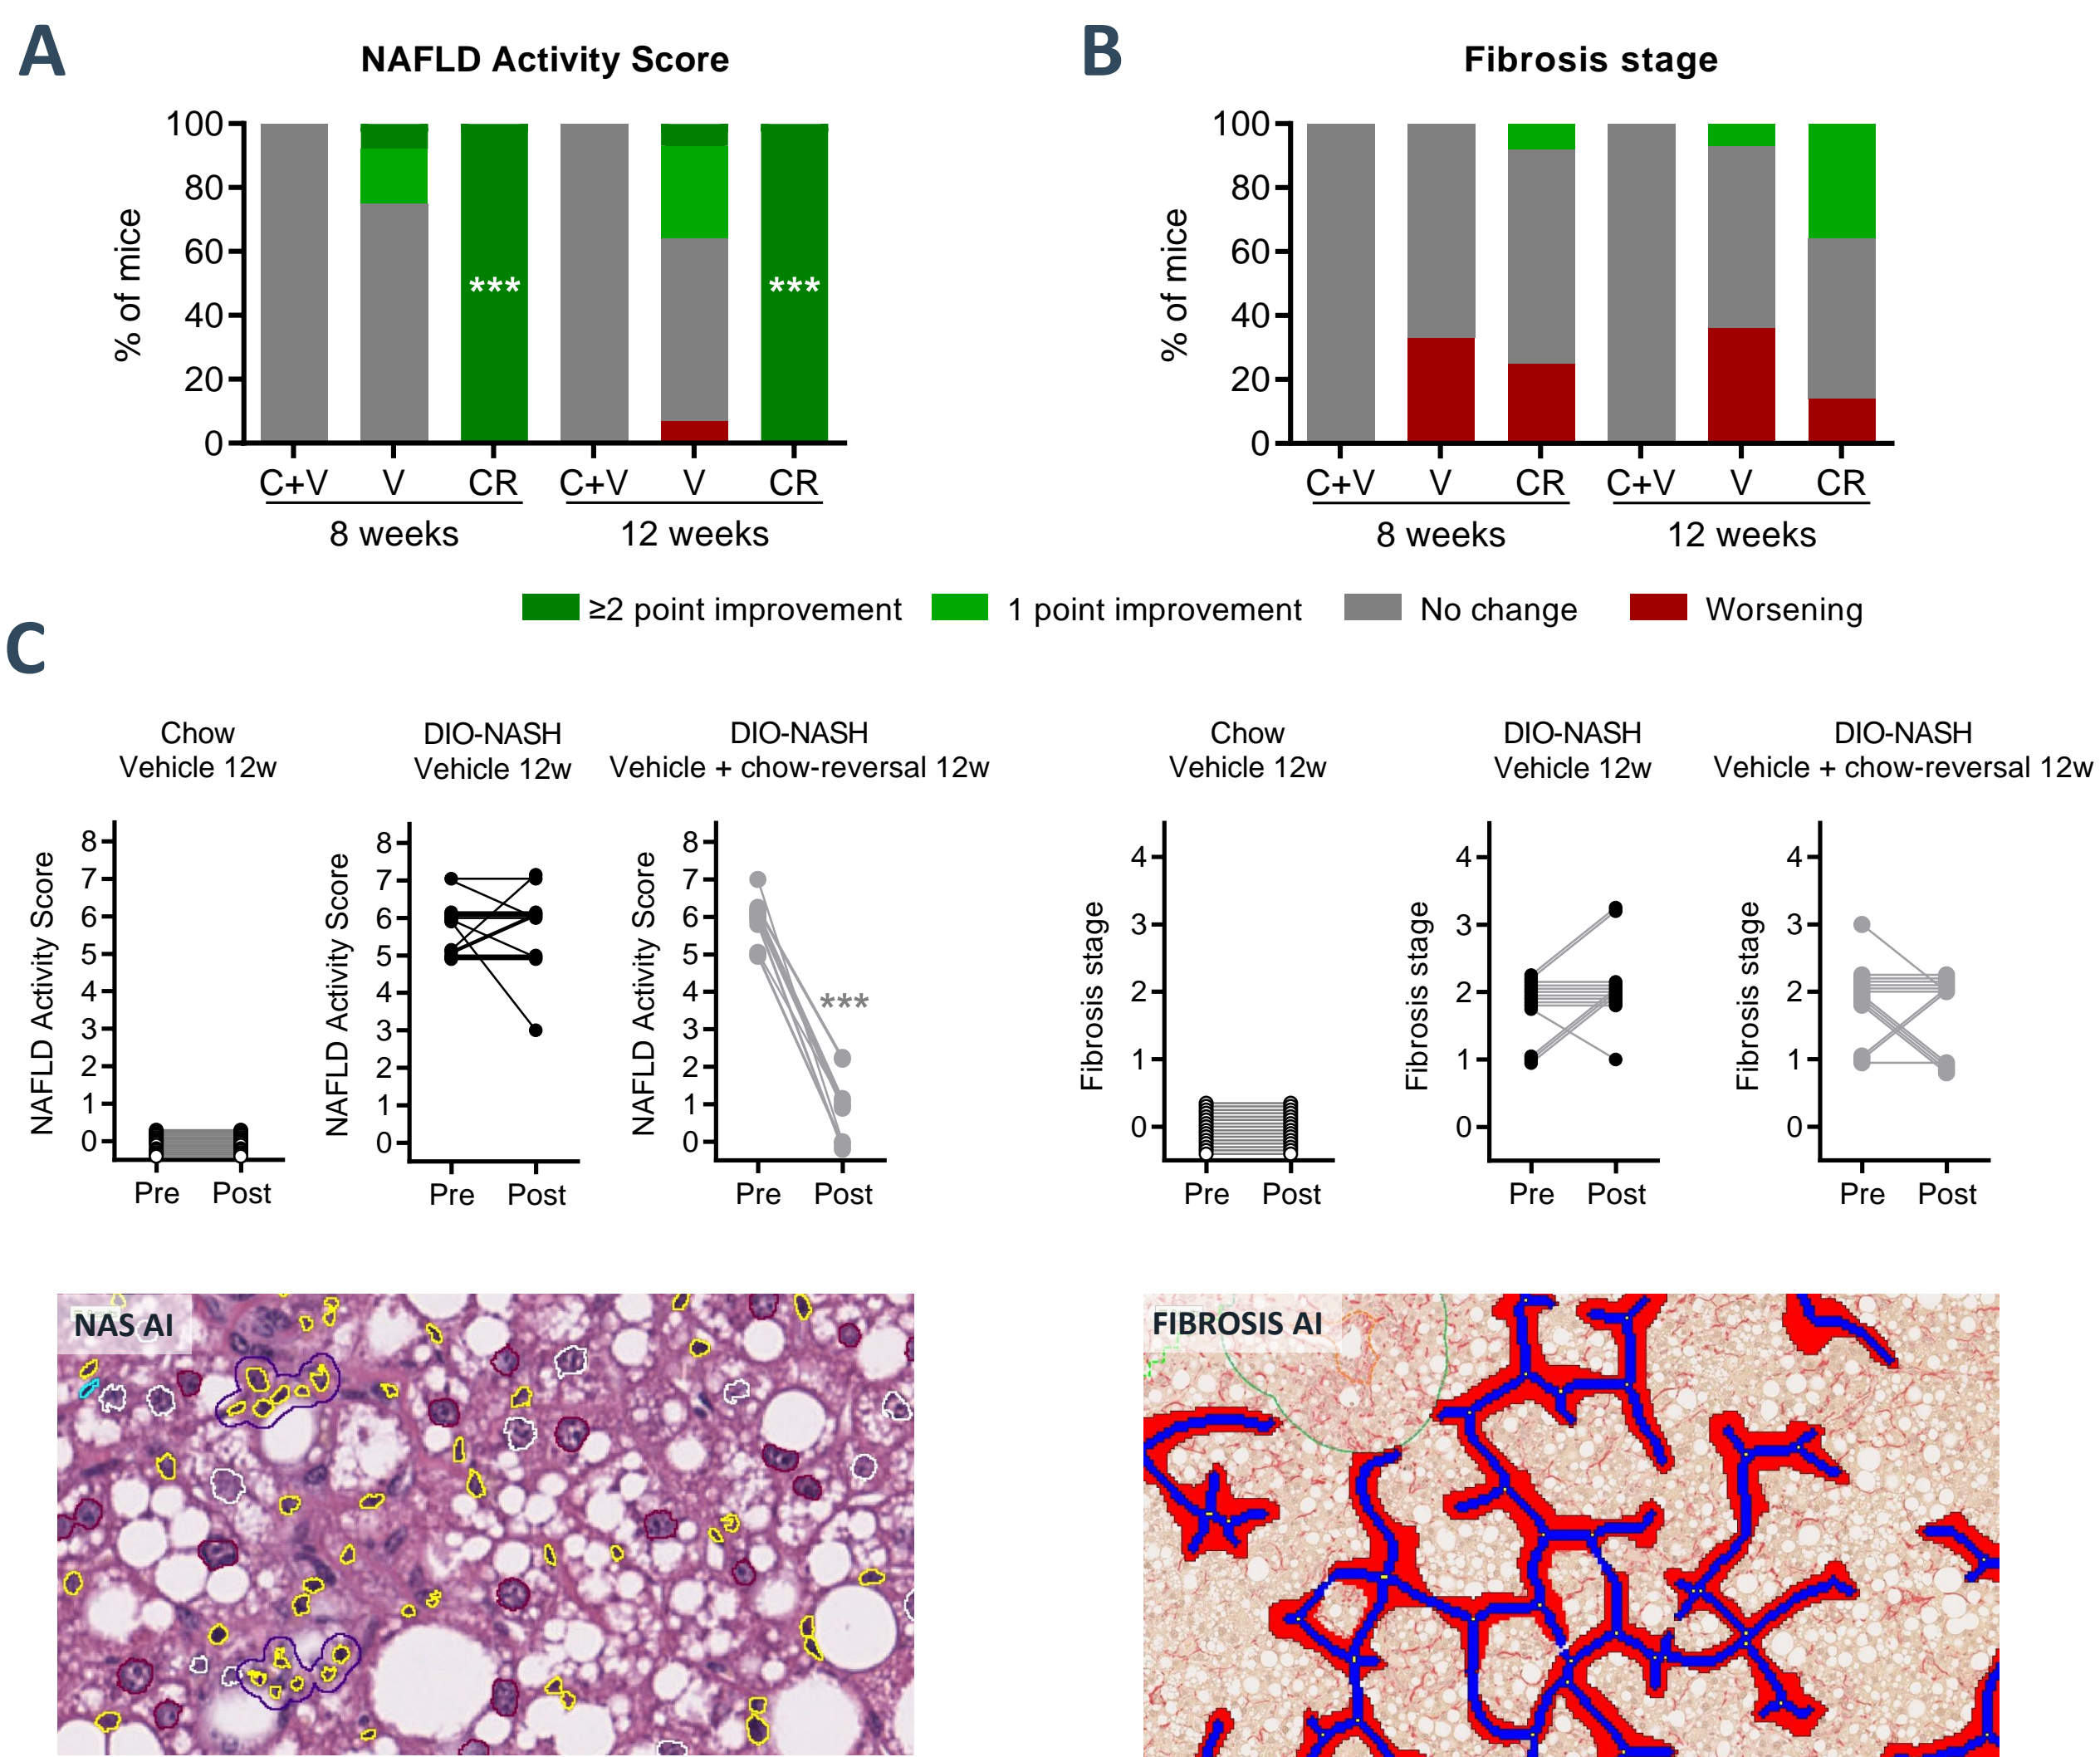 A
NAFLD Activity Score
% of mice
100
80
60
40
20
0
***
***
C+V V CR C+V V CR
8 weeks 12 weeks
B
Fibrosis stage
% of mice
100
80
60
40
20
0
C+V V CR C+V V CR
8 weeks 12 weeks
≥2 point improvement 1 point improvement No change Worsening
C
Chow
Vehicle 12w
NAFLD Activity Score
8
7
6
5
4
3
2
1
0
Pre Post
DIO-NASH
Vehicle 12w
NAFLD Activity Score
8
7
6
5
4
3
2
1
0
Pre Post
DIO-NASH
Vehicle + chow-reversal 12w
NAFLD Activity Score
8
7
6
5
4
3
2
1
0
***
Pre Post
Chow
Vehicle 12w
Fibrosis stage
4
3
2
1
0
Pre Post
DIO-NASH
Vehicle 12w
Fibrosis stage
4
3
2
1
0
Pre Post
DIO-NASH
Vehicle + chow-reversal 12w
Fibrosis stage
4
3
2
1
0
Pre Post
NAS AI
FIBROSIS AI